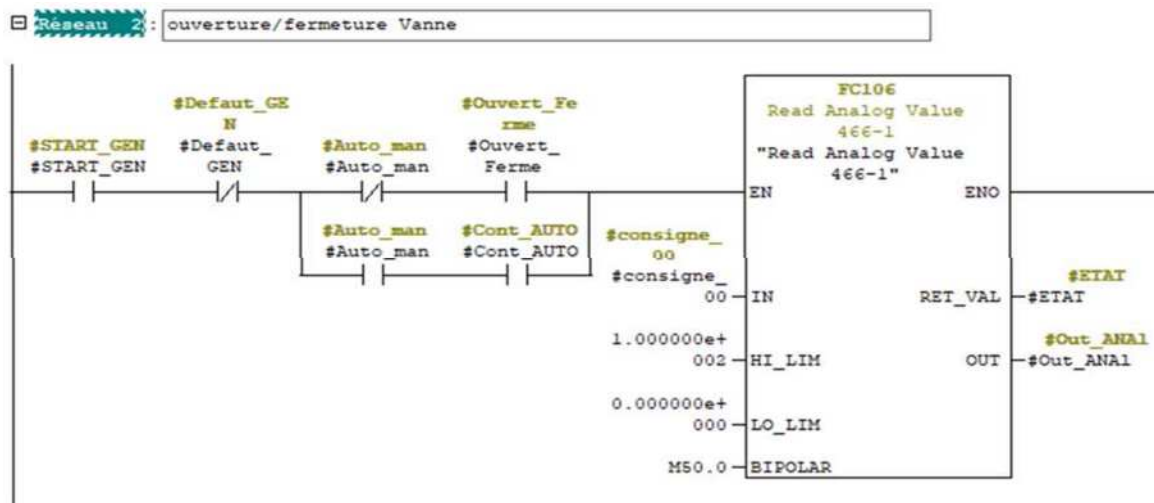 Réseau 2: ouverture/fermeture Vanne
#START_GEN
#START_GEN
#Defaut_GE
N
#Defaut_
GEN
#Auto_man
#Auto_man
#Ouvert_Fe
rme
#Ouvert_
Ferme
#Auto_man
#Auto_man
#Cont_AUTO
#Cont_AUTO
FC106
Read Analog Value
466-1
"Read Analog Value
466-1"
EN
ENO
#consigne_
00
#consigne_
00
IN
RET_VAL
#ETAT
#ETAT
1.000000e+
002
HI_LIM
OUT
#Out_ANAl
#Out_ANAl
0.000000e+
000
LO_LIM
M50.0
BIPOLAR